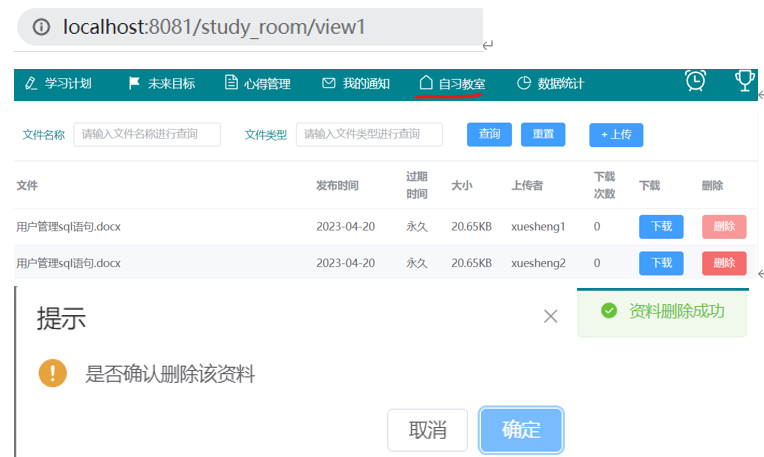 localhost:8081/study_room/view1
学习计划 未来目标 心得管理 我的通知 自习教室 数据统计
文件名称 请输入文件名称进行查询 文件类型 请输入文件类型进行查询 查询 重置 + 上传
文件 发布时间 过期时间 大小 上传者 下载次数 下载 删除
用户管理sql语句.docx 2023-04-20 永久 20.65KB xuesheng1 0 下载 删除
用户管理sql语句.docx 2023-04-20 永久 20.65KB xuesheng2 0 下载 删除
提示
资料删除成功
是否确认删除该资料
取消 确定